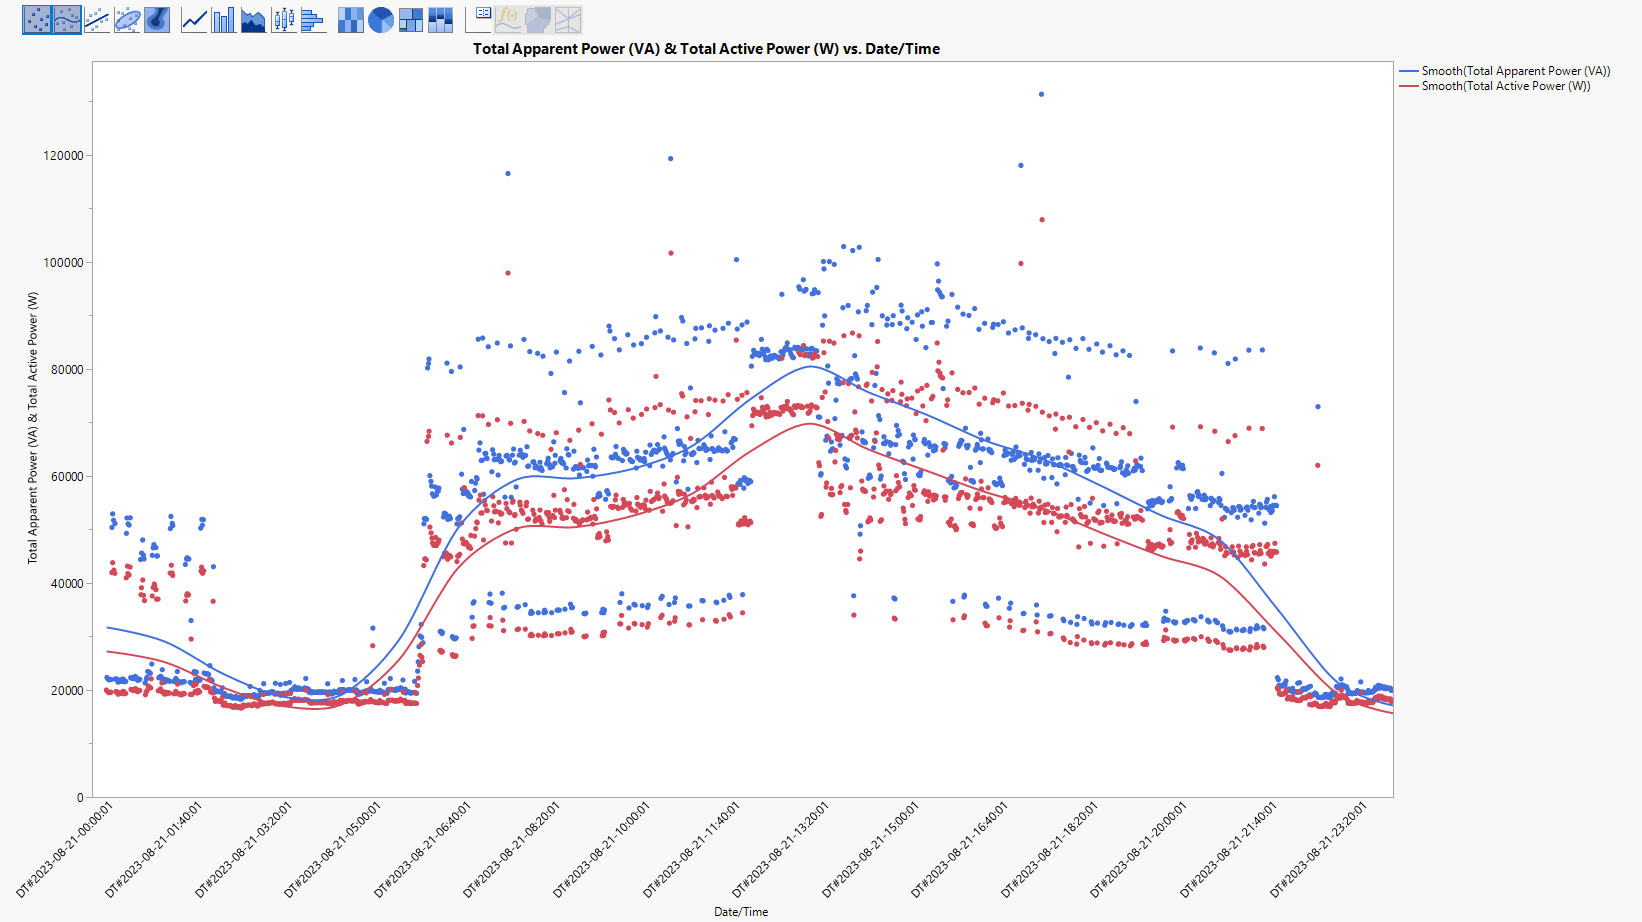 Total Apparent Power (VA) & Total Active Power (W) vs. Date/Time
Smooth(Total Apparent Power (VA))
Smooth(Total Active Power (W))
Total Apparent Power (VA) & Total Active Power (W)
120000
100000
80000
60000
40000
20000
0
DT#2023-08-21-00:00:01
DT#2023-08-21-01:40:01
DT#2023-08-21-03:20:01
DT#2023-08-21-05:00:01
DT#2023-08-21-06:40:01
DT#2023-08-21-08:20:01
DT#2023-08-21-10:00:01
DT#2023-08-21-11:40:01
DT#2023-08-21-13:20:01
DT#2023-08-21-15:00:01
DT#2023-08-21-16:40:01
DT#2023-08-21-18:20:01
DT#2023-08-21-20:00:01
DT#2023-08-21-21:40:01
DT#2023-08-21-23:20:01
Date/Time